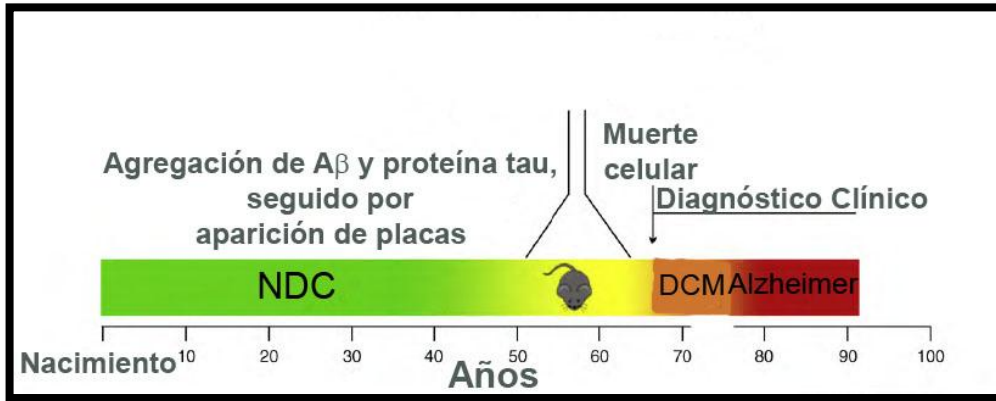 Agregación de Aβ y proteína tau,
seguido por
aparición de placas
Muerte
celular
Diagnóstico Clínico
NDC
DCM
Alzheimer
Nacimiento
10
20
30
40
50
60
70
80
90
100
Años